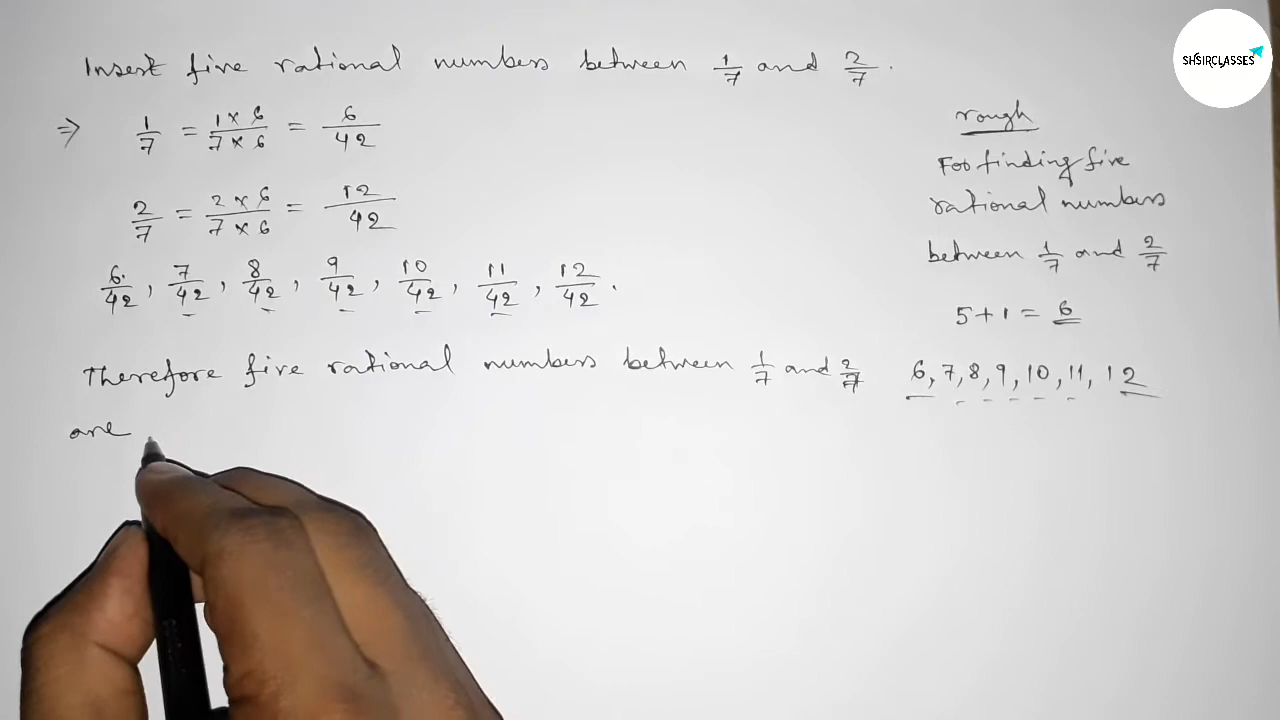 Insert five rational numbers between 1/7 and 2/7.
⇒ 1/7 = 1×6/7×6 = 6/42
2/7 = 2×6/7×6 = 12/42
6/42, 7/42, 8/42, 9/42, 10/42, 11/42, 12/42.
Therefore five rational numbers between 1/7 and 2/7
are
rough
For finding five
rational numbers
between 1/7 and 2/7
5+1=6
6,7,8,9,10,11,12
SHSIRCLASSES